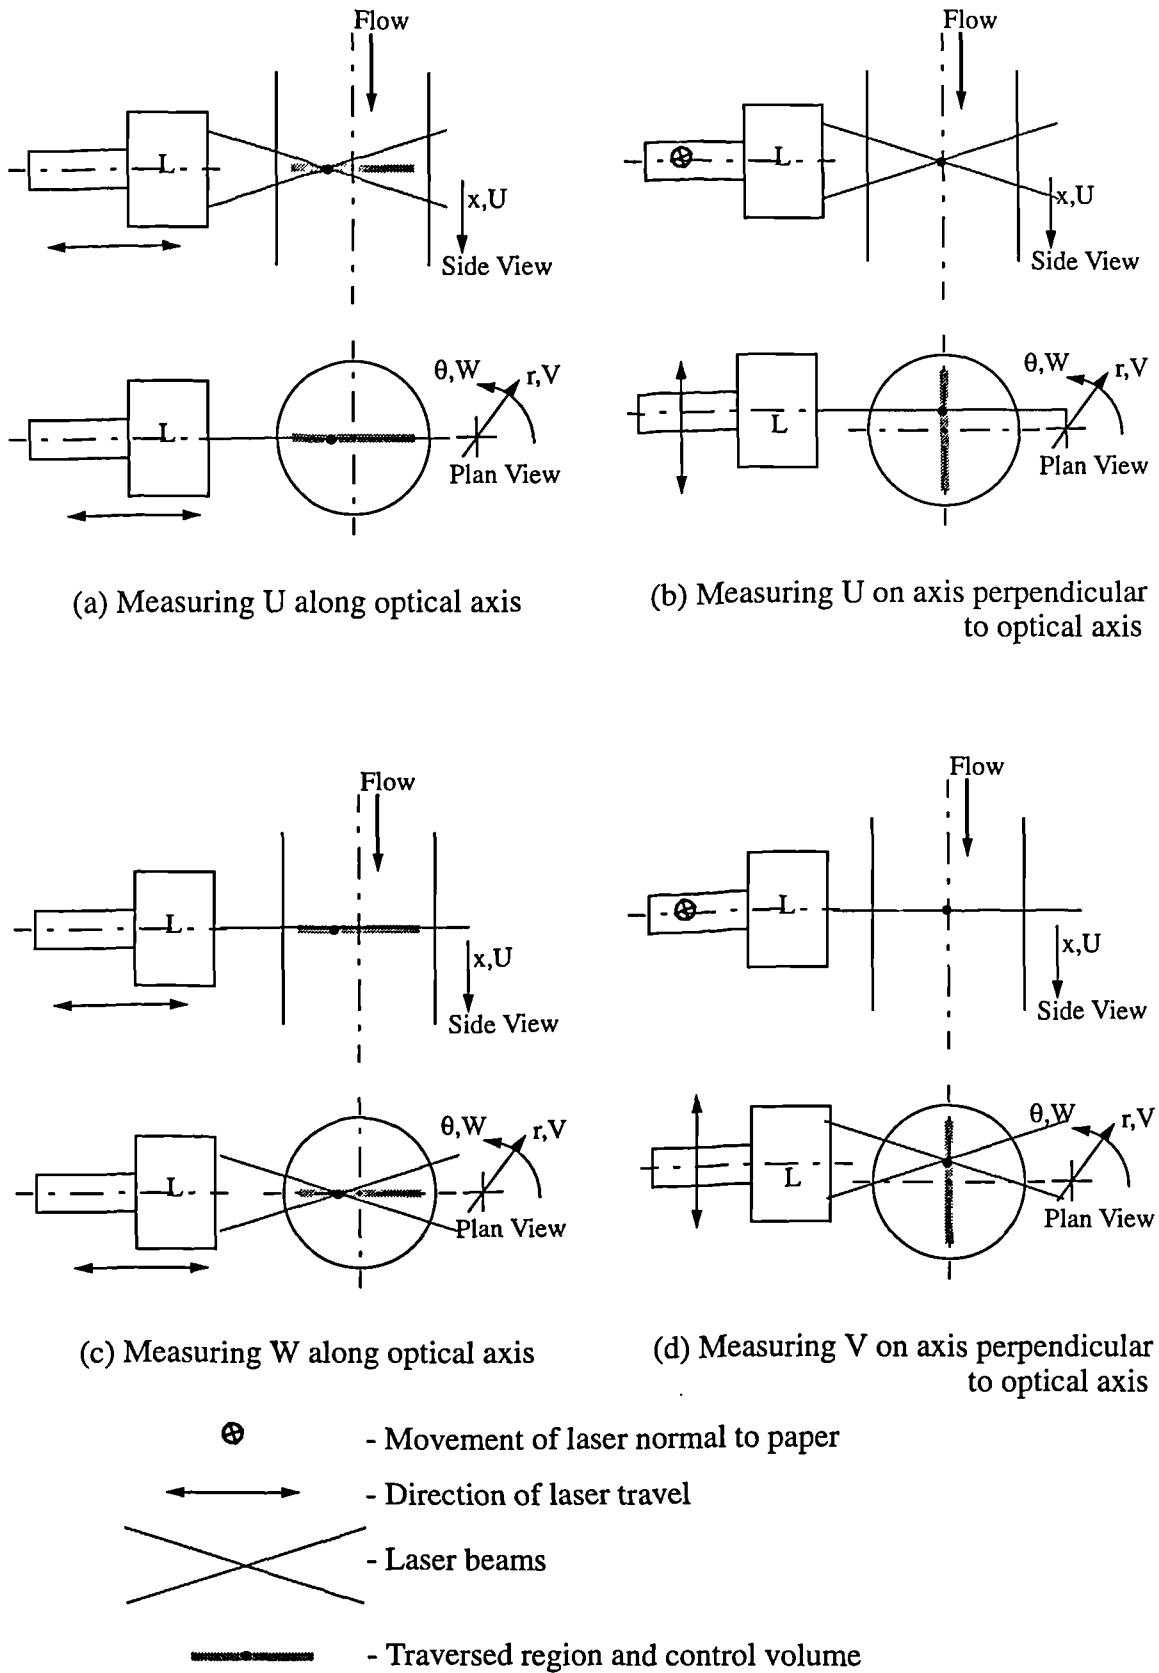 Flow
L
x,U
Side View
θ,W
r,V
L
Plan View
(a) Measuring U along optical axis
Flow
L
x,U
Side View
θ,W
r,V
L
Plan View
(b) Measuring U on axis perpendicular
to optical axis
Flow
L
x,U
Side View
θ,W
r,V
L
Plan View
(c) Measuring W along optical axis
Flow
L
x,U
Side View
θ,W
r,V
L
Plan View
(d) Measuring V on axis perpendicular
to optical axis
- Movement of laser normal to paper
- Direction of laser travel
- Laser beams
- Traversed region and control volume